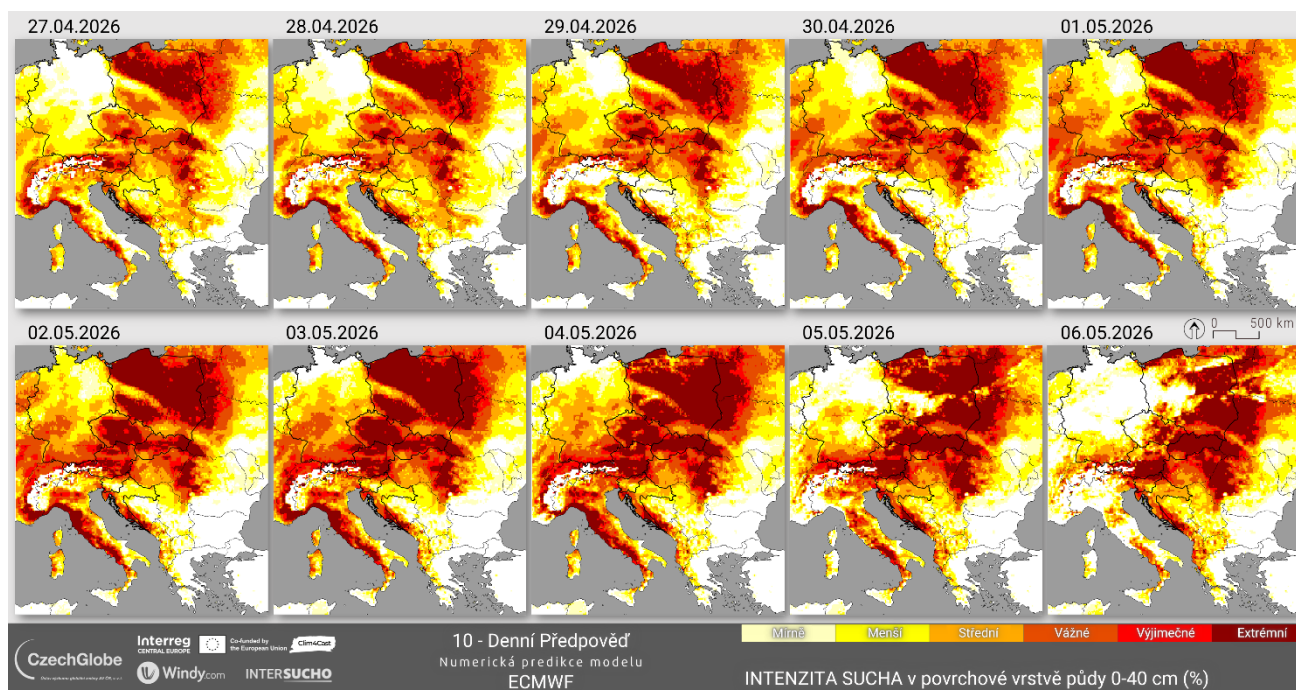 27.04.2026
28.04.2026
29.04.2026
30.04.2026
01.05.2026
02.05.2026
03.05.2026
04.05.2026
05.05.2026
06.05.2026
0 500 km
CzechGlobe
Interreg
CENTRAL EUROPE
Co-funded by
the European Union
Clim4Cast
Windy.com
INTERSUCHO
10 - Denní Předpověď
Numerická predikce modelu
ECMWF
Mírné Menší Střední Vážné Výjimečné Extrémní
INTENZITA SUCHA v povrchové vrstvě půdy 0-40 cm (%)